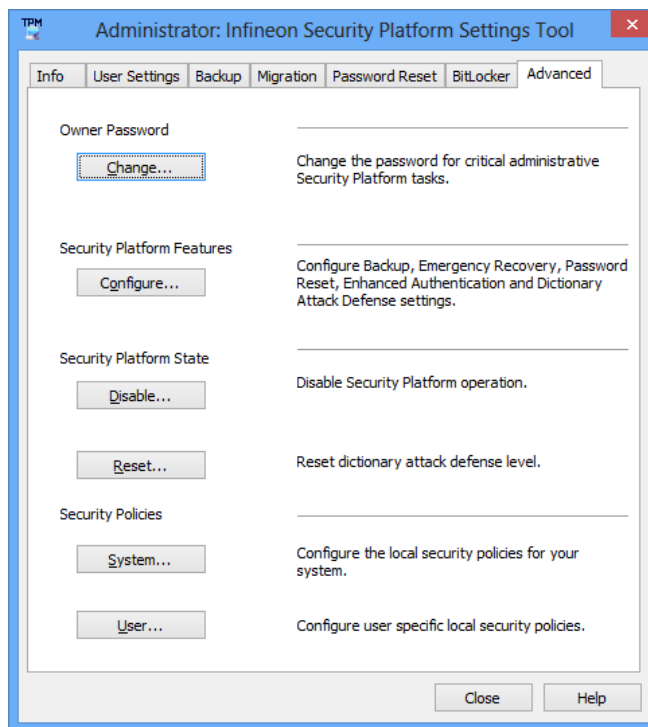 TPM
Administrator: Infineon Security Platform Settings Tool
Info User Settings Backup Migration Password Reset BitLocker Advanced
Owner Password
Change...
Change the password for critical administrative
Security Platform tasks.
Security Platform Features
Configure...
Configure Backup, Emergency Recovery, Password
Reset, Enhanced Authentication and Dictionary
Attack Defense settings.
Security Platform State
Disable...
Disable Security Platform operation.
Reset...
Reset dictionary attack defense level.
Security Policies
System...
Configure the local security policies for your
system.
User...
Configure user specific local security policies.
Close Help